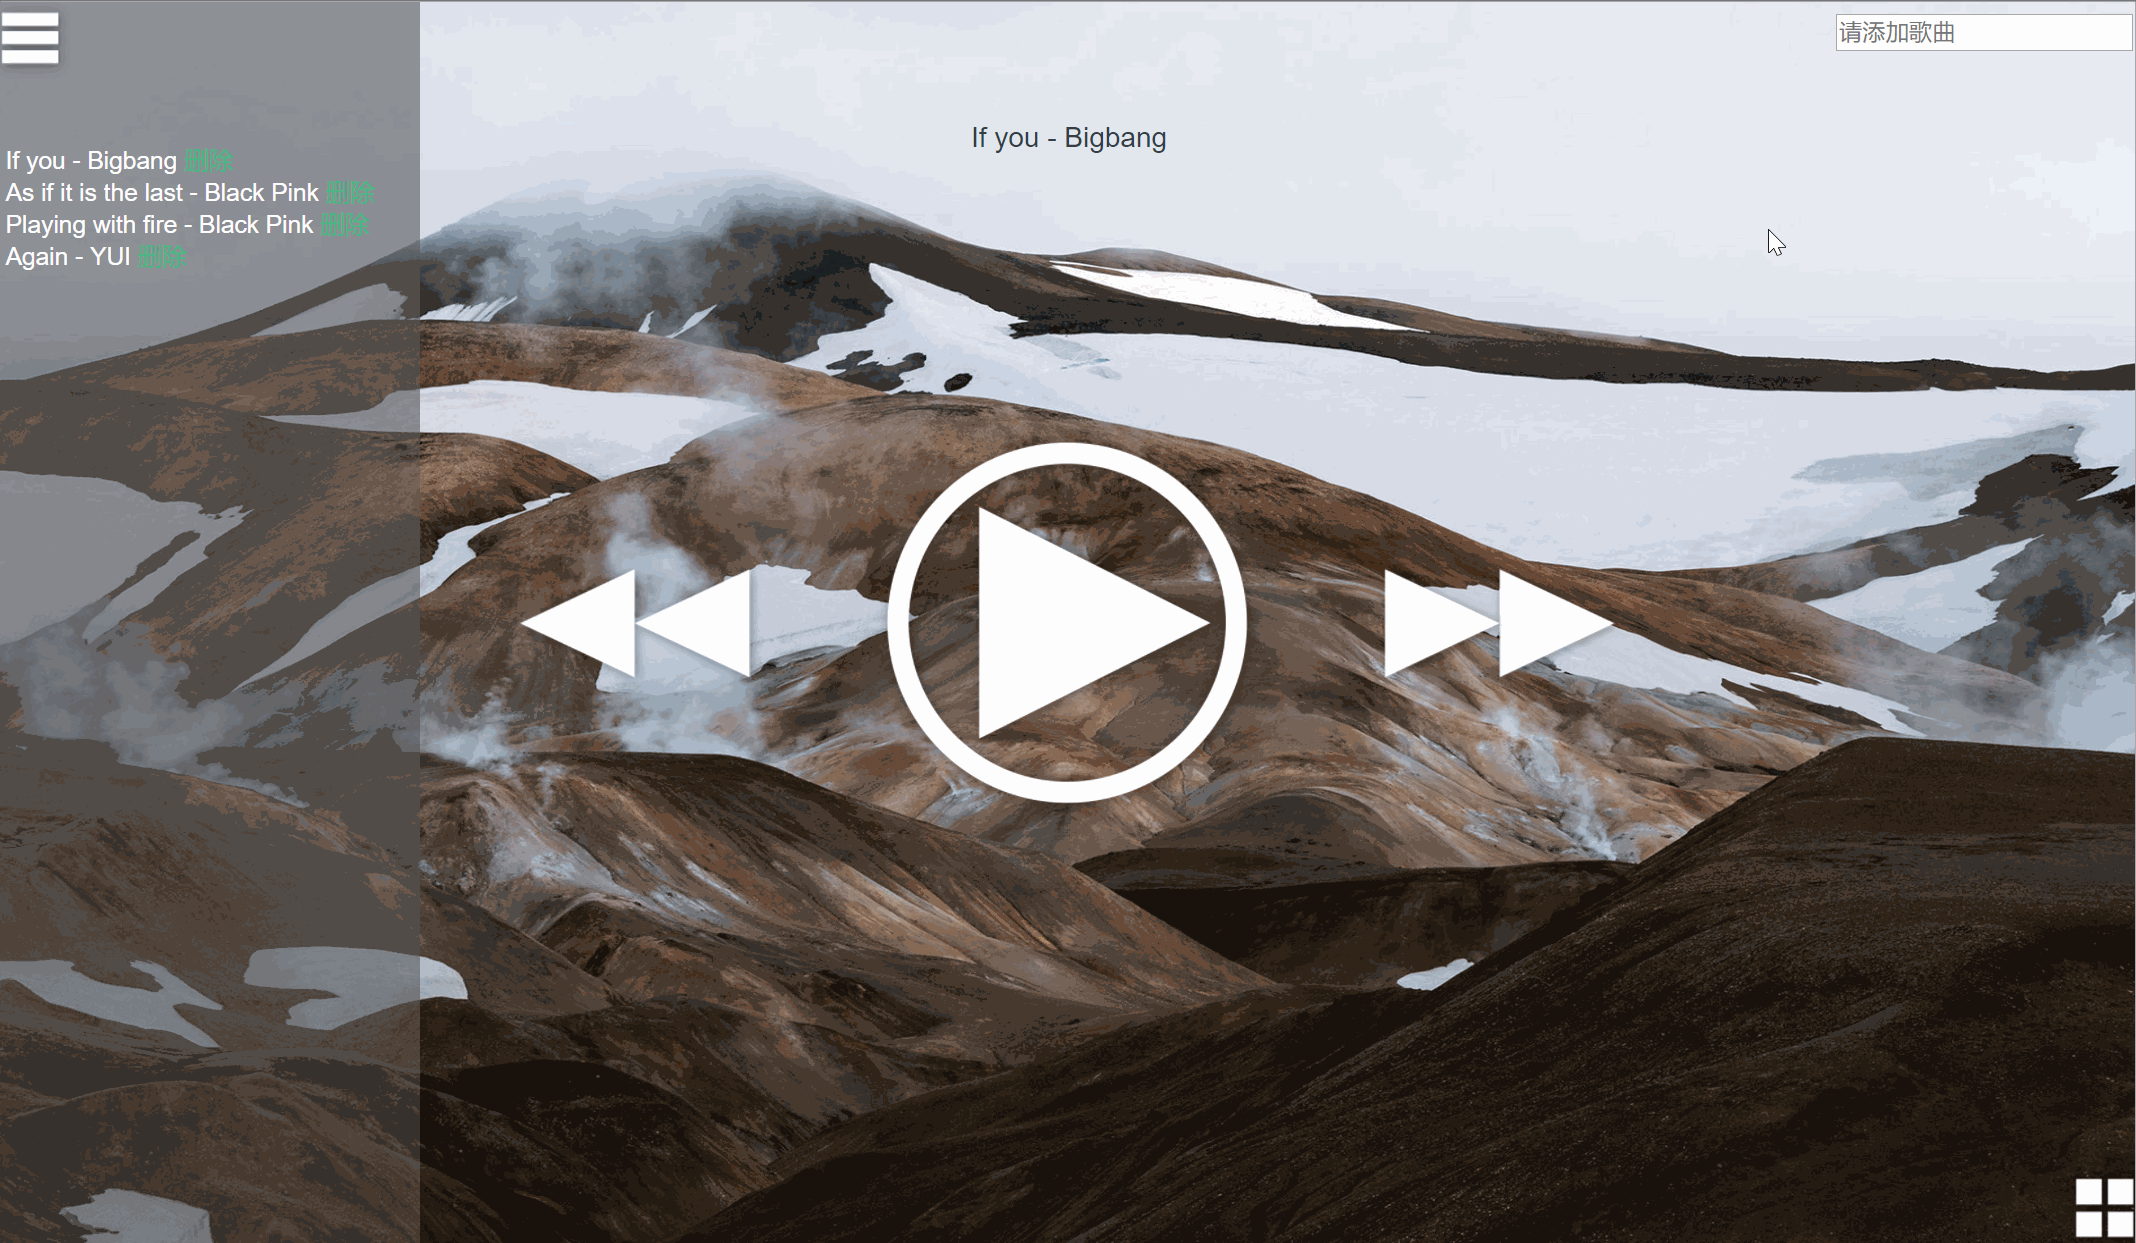 请添加歌曲
If you - Bigbang
If you - Bigbang 删除
As if it is the last - Black Pink 删除
Playing with fire - Black Pink 删除
Again - YUI 删除